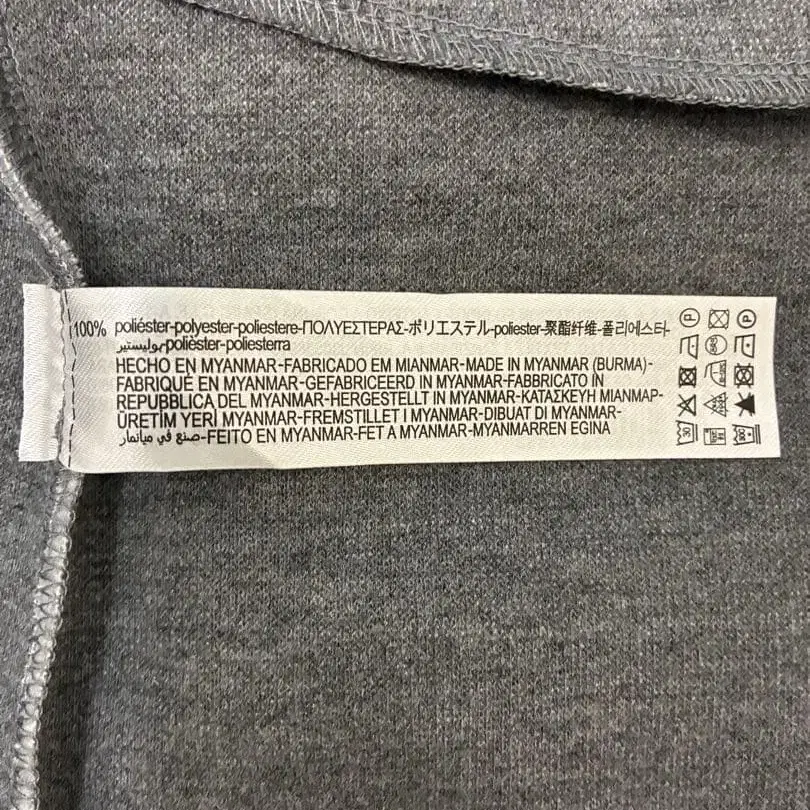 100% poliéster-polyester-poliestere-ΠΟΛΥΕΣΤΕΡΑΣ-ポリエステル-poliester-聚酯纤维-폴리에스터-
بوليستير-polièster-poliesterra
HECHO EN MYANMAR-FABRICADO EM MIANMAR-MADE IN MYANMAR (BURMA)-
FABRIQUÉ EN MYANMAR-GEFABRICEERD IN MYANMAR-FABBRICATO IN
REPUBBLICA DEL MYANMAR-HERGESTELLT IN MYANMAR-ΚΑΤΑΣΚΕΥΗ ΜΙΑΝΜΑΡ-
ÜRETİM YERİ MYANMAR-FREMSTILLET I MYANMAR-DIBUAT DI MYANMAR-
صنع في ميانمار-FEITO EN MYANMAR-FET A MYANMAR-MYANMARREN EGINA